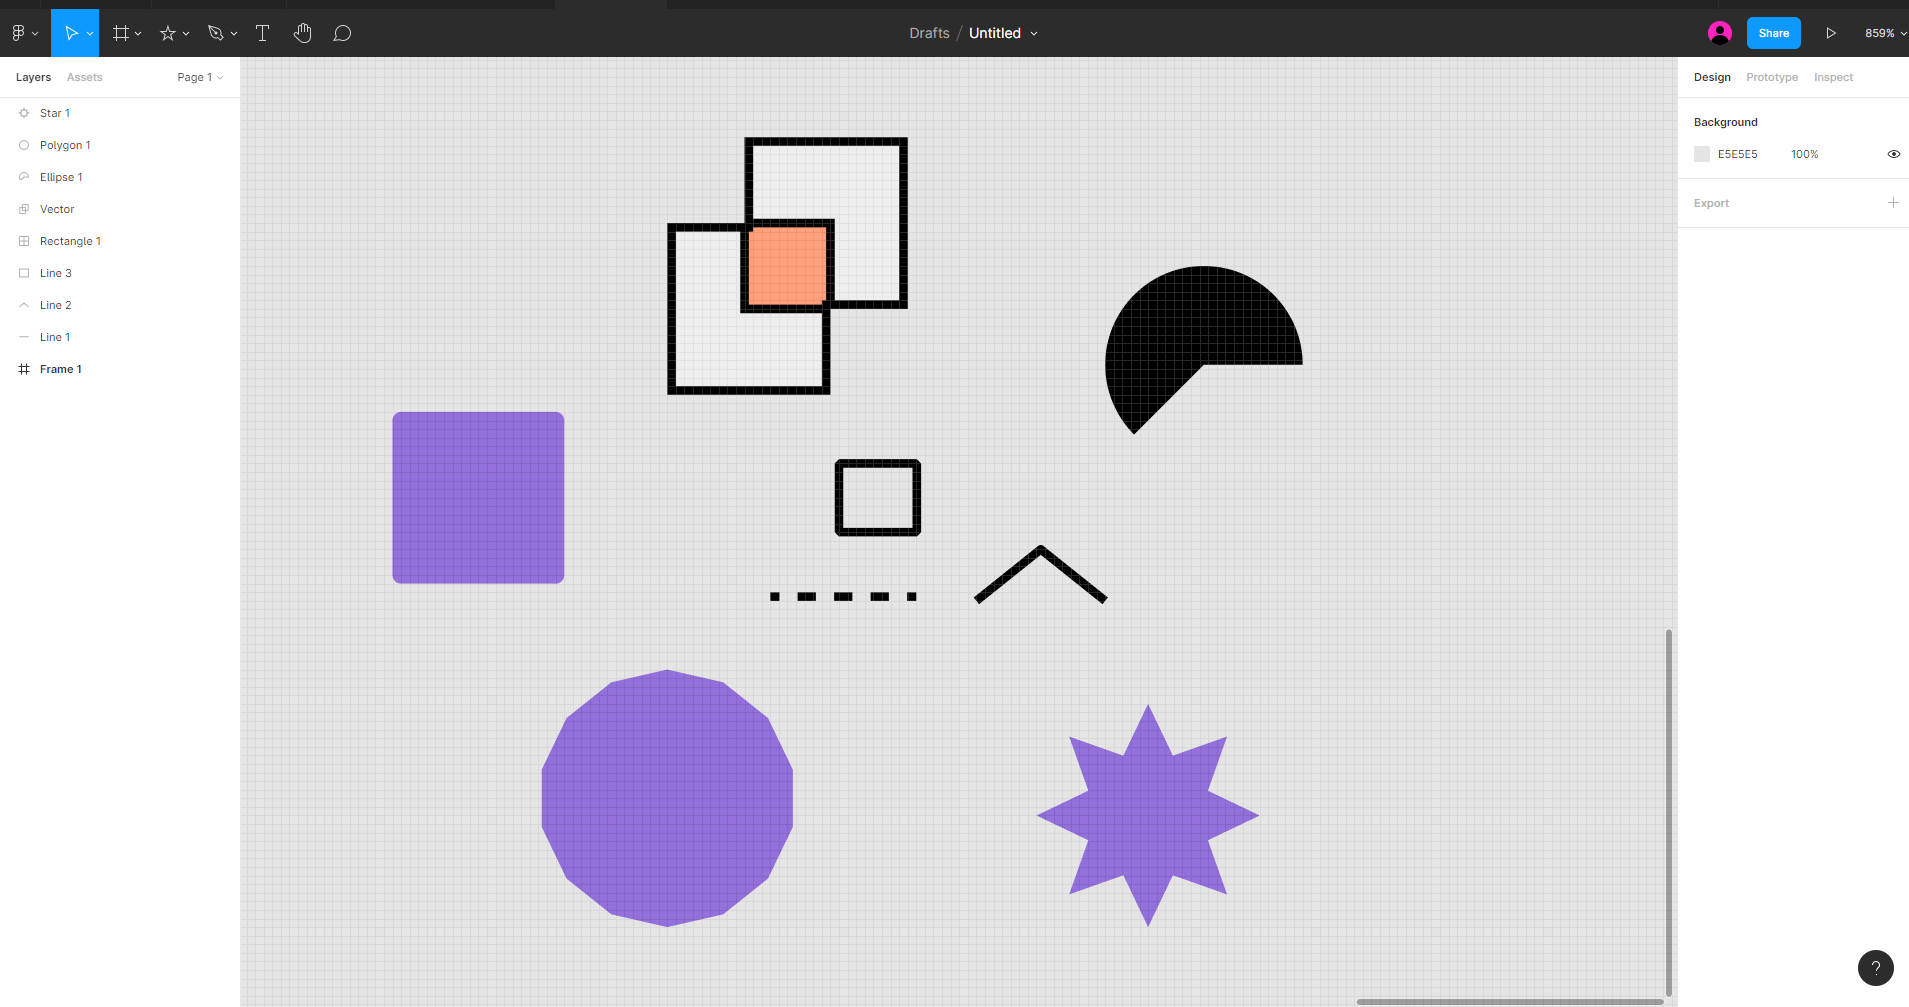 Drafts / Untitled
Share
859%
Layers Assets Page 1
Star 1
Polygon 1
Ellipse 1
Vector
Rectangle 1
Line 3
Line 2
Line 1
Frame 1
Design Prototype Inspect
Background
E5E5E5 100%
Export
?